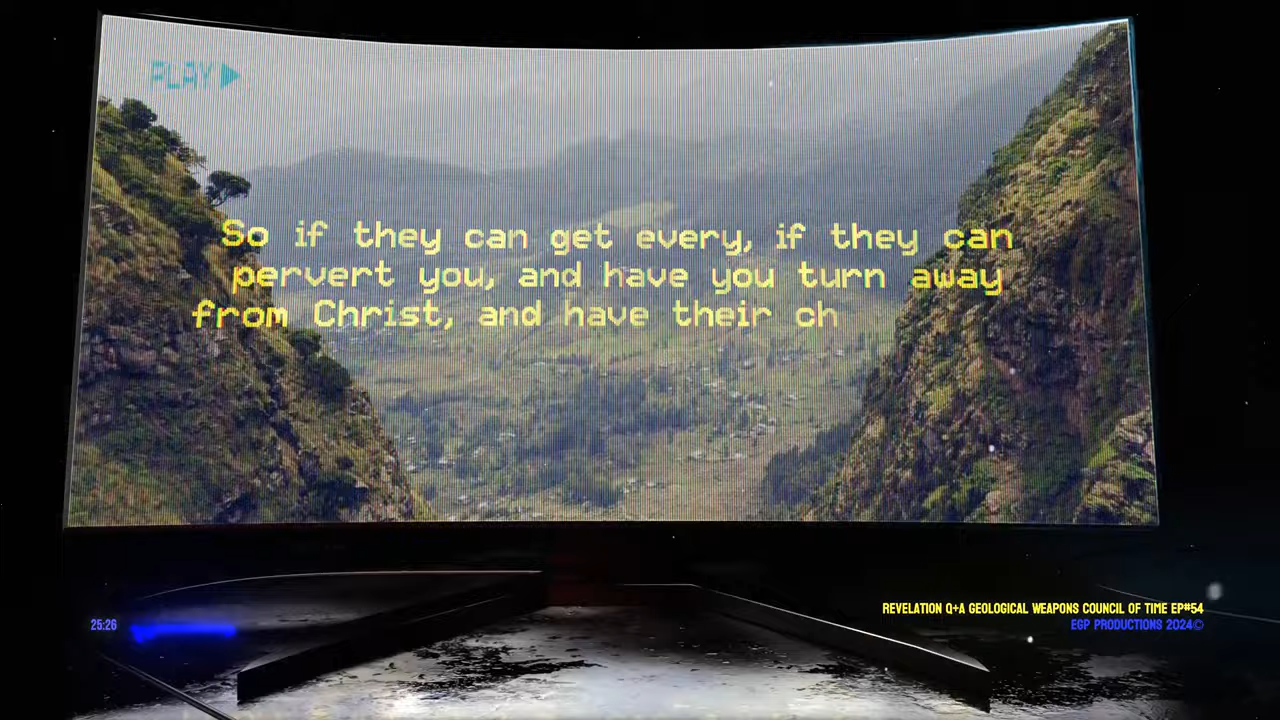 PLAY
So if they can get every, if they can
pervert you, and have you turn away
from Christ, and have their ch
25:26
REVELATION Q+A GEOLOGICAL WEAPONS COUNCIL OF TIME EP#54
EGP PRODUCTIONS 2024©